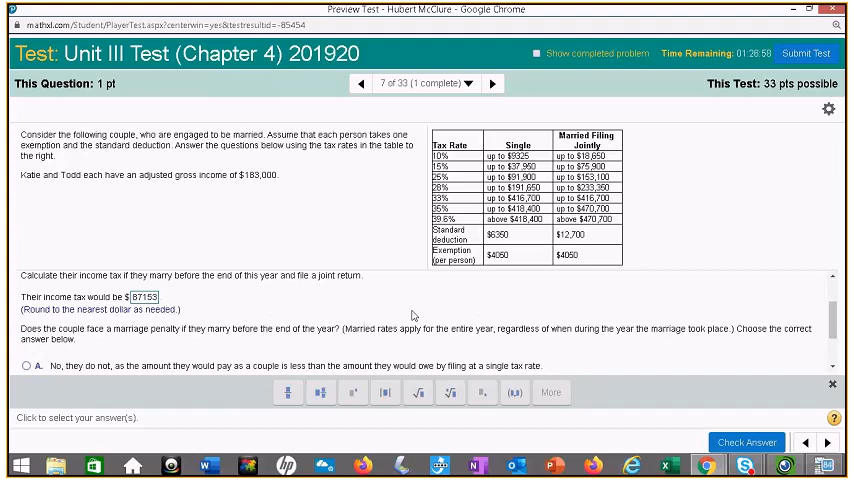 Preview Test - Hubert McClure - Google Chrome
mathxl.com/Student/PlayerTest.aspx?centerwin=yes&testresultid=-85454
Test: Unit III Test (Chapter 4) 201920
Show completed problem
Time Remaining: 01:26:58
Submit Test
This Question: 1 pt
7 of 33 (1 complete)
This Test: 33 pts possible
Consider the following couple, who are engaged to be married. Assume that each person takes one
exemption and the standard deduction. Answer the questions below using the tax rates in the table to
the right.
Katie and Todd each have an adjusted gross income of $183,000.
Married Filing
Tax Rate Single Jointly
10% up to $9325 up to $18,650
15% up to $37,950 up to $75,900
25% up to $91,900 up to $153,100
28% up to $191,650 up to $233,350
33% up to $416,700 up to $416,700
35% up to $418,400 up to $470,700
39.6% above $418,400 above $470,700
Standard
deduction $6350 $12,700
Exemption
(per person) $4050 $4050
Calculate their income tax if they marry before the end of this year and file a joint return.
Their income tax would be $ 87153
(Round to the nearest dollar as needed.)
Does the couple face a marriage penalty if they marry before the end of the year? (Married rates apply for the entire year, regardless of when during the year the marriage took place.) Choose the correct
answer below.
A. No, they do not, as the amount they would pay as a couple is less than the amount they would owe by filing at a single tax rate.
More
Click to select your answer(s).
Check Answer